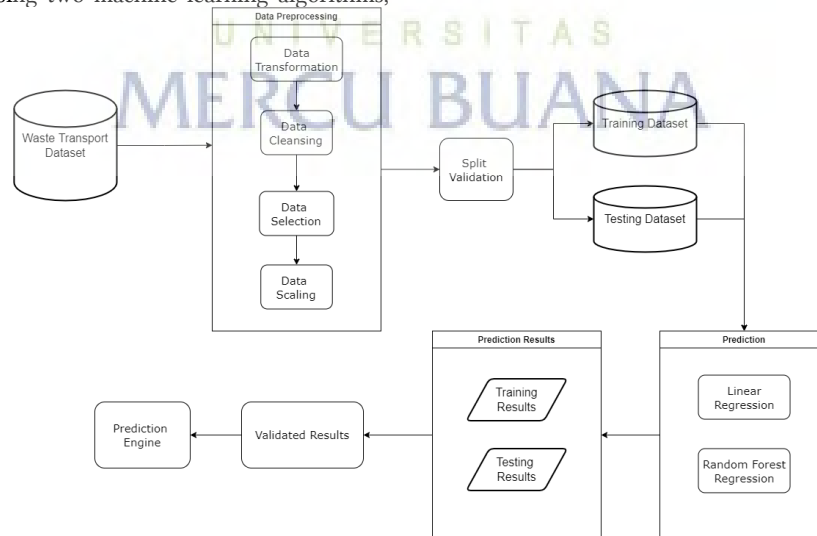 sing two machine learning algorithms,
UNIVERSITAS
MERCU BUANA
Data Preprocessing
Data
Transformation
Data
Cleansing
Data
Selection
Data
Scaling
Waste Transport
Dataset
Split
Validation
Training Dataset
Testing Dataset
Prediction
Linear
Regression
Random Forest
Regression
Prediction Results
Training
Results
Testing
Results
Validated Results
Prediction
Engine